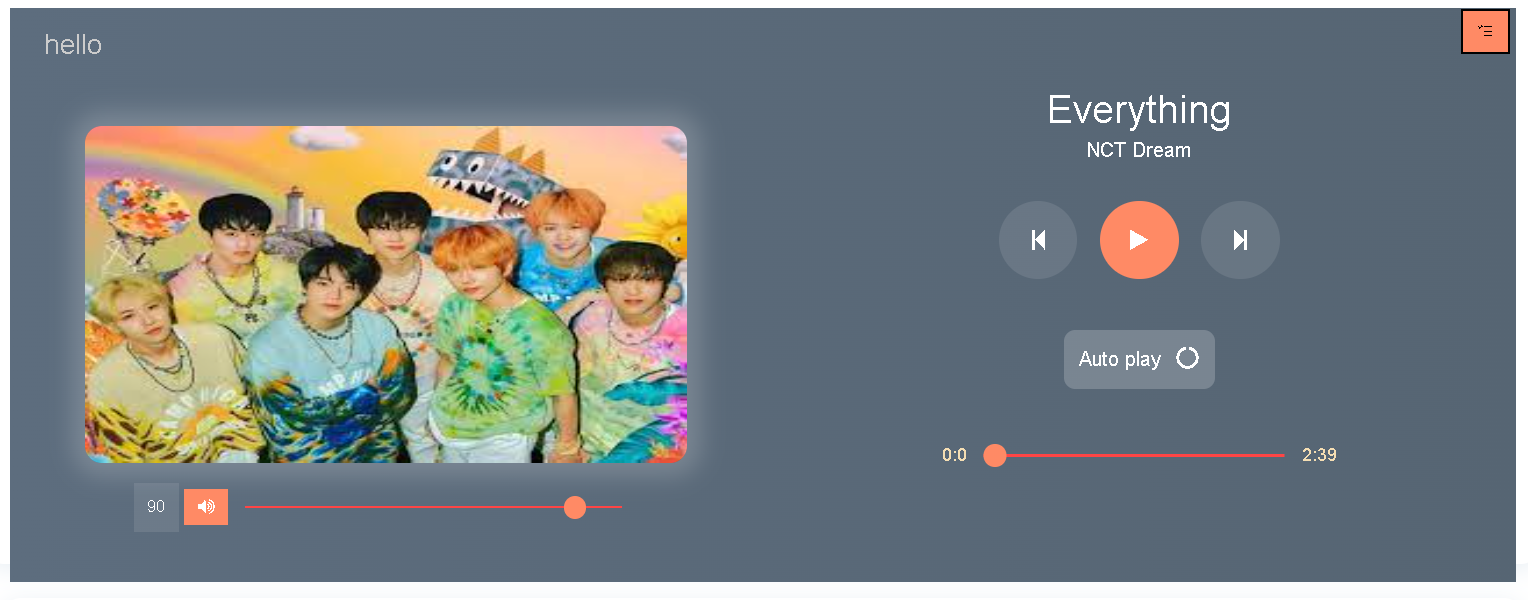 hello
Everything
NCT Dream
Auto play
0:0
2:39
90